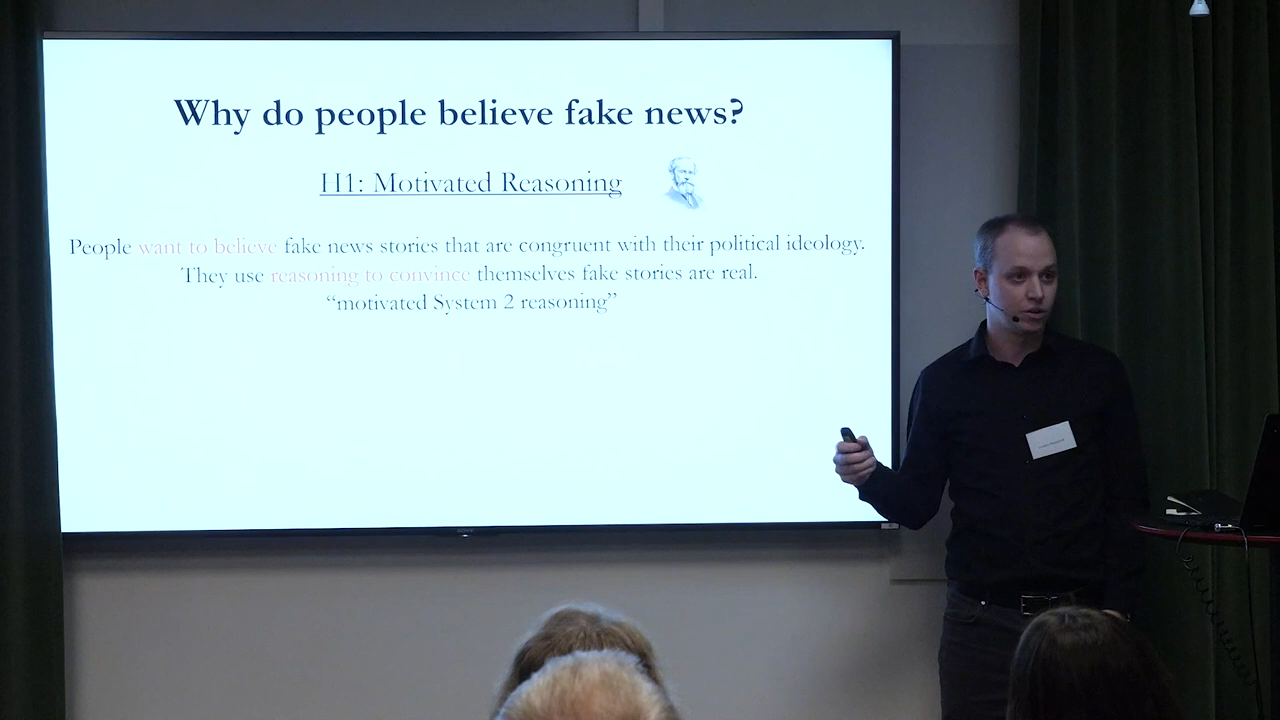 Why do people believe fake news?
H1: Motivated Reasoning
People want to believe fake news stories that are congruent with their political ideology.
They use reasoning to convince themselves fake stories are real.
“motivated System 2 reasoning”
SONY